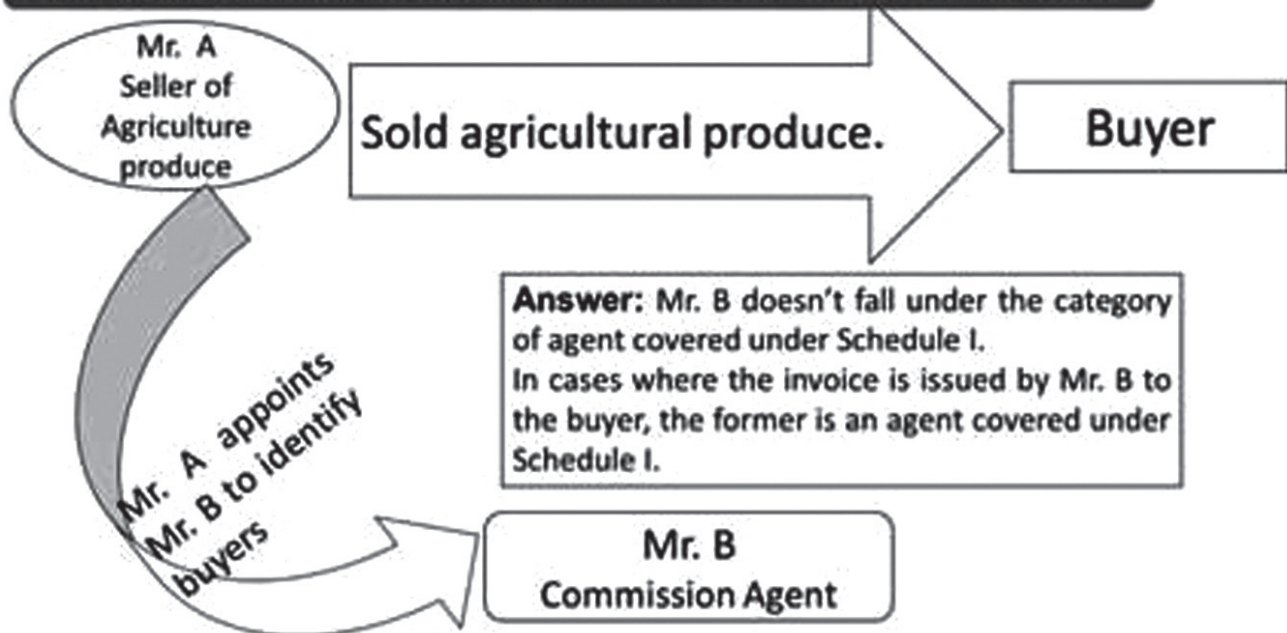 Mr. A
Seller of
Agriculture
produce
Sold agricultural produce.
Buyer
Answer: Mr. B doesn't fall under the category
of agent covered under Schedule I.
In cases where the invoice is issued by Mr. B to
the buyer, the former is an agent covered under
Schedule I.
Mr. A appoints
Mr. B to identify
buyers
Mr. B
Commission Agent